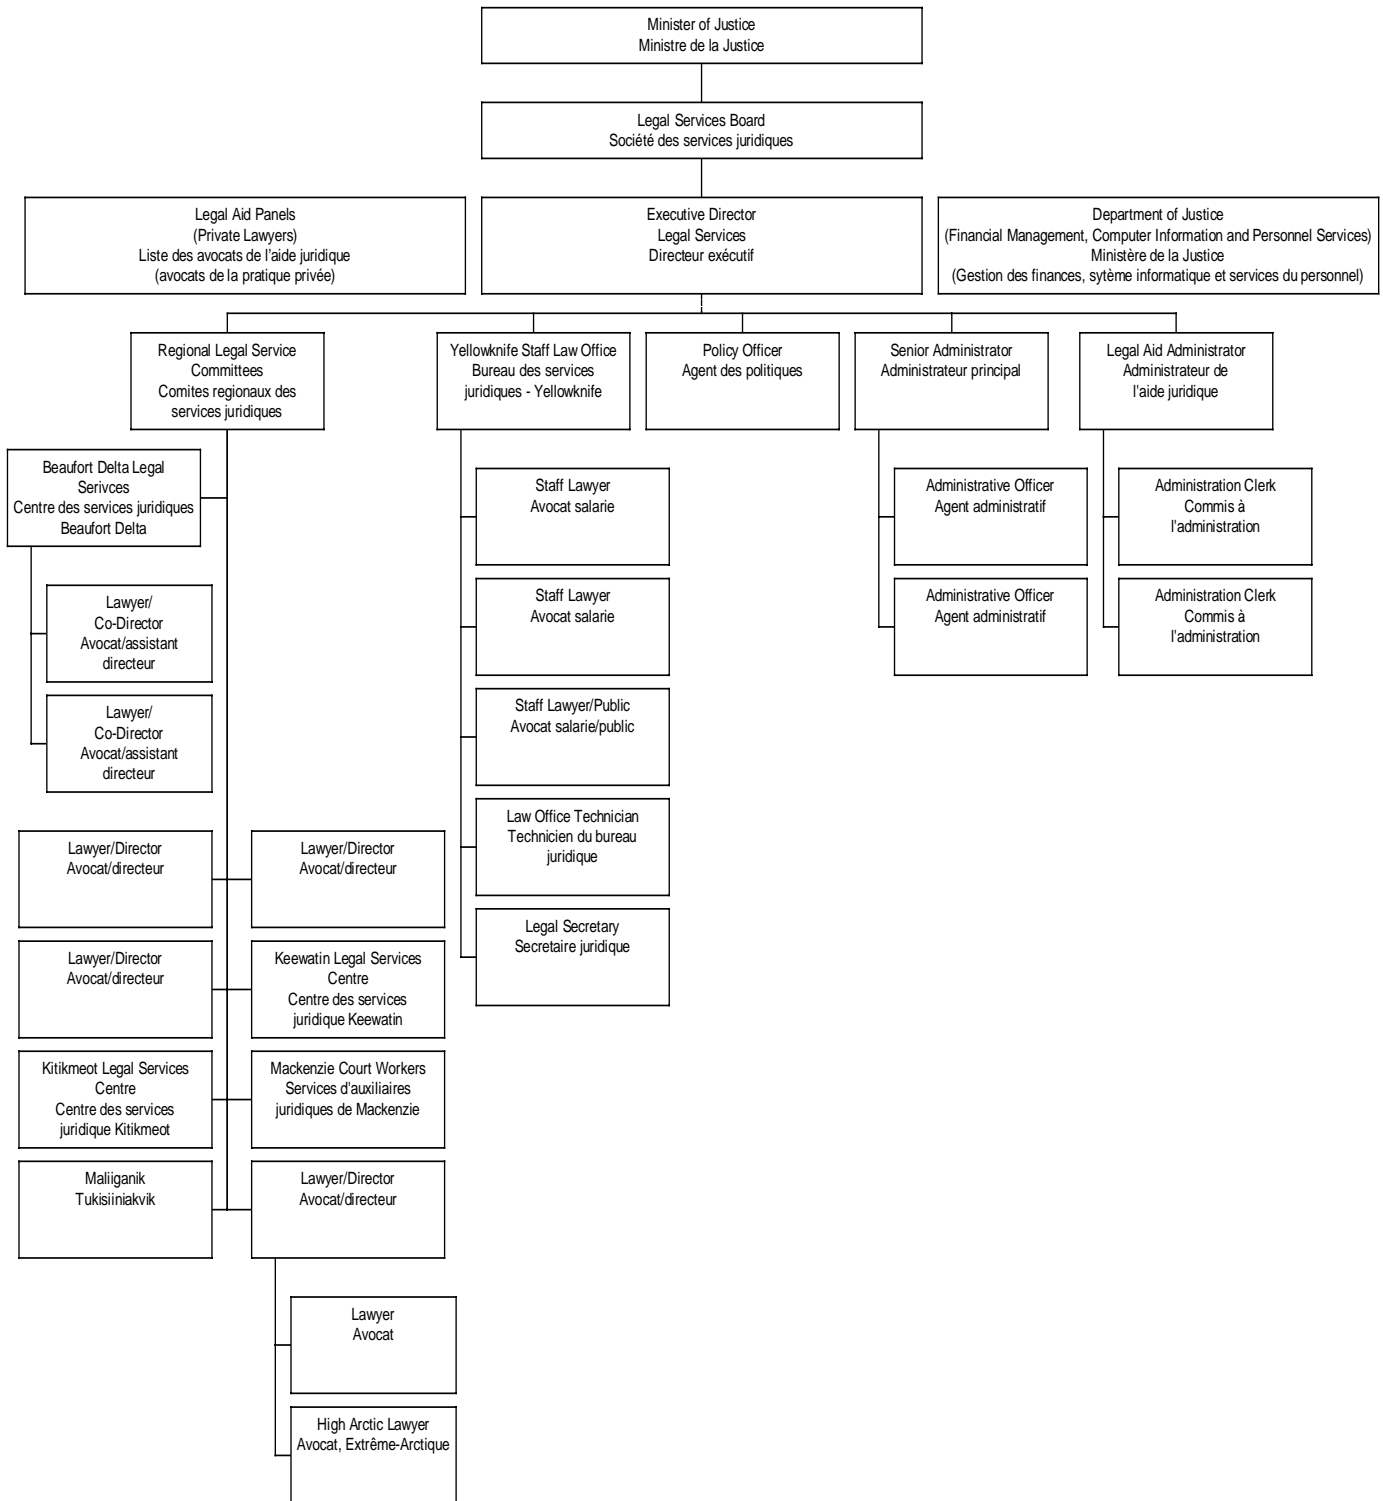 Minister of Justice
Ministre de la Justice
Legal Services Board
Société des services juridiques
Legal Aid Panels
(Private Lawyers)
Liste des avocats de l'aide juridique
(avocats de la pratique privée)
Executive Director
Legal Services
Directeur exécutif
Department of Justice
(Financial Management, Computer Information and Personnel Services)
Ministère de la Justice
(Gestion des finances, sytème informatique et services du personnel)
Regional Legal Service
Committees
Comites regionaux des
services juridiques
Yellowknife Staff Law Office
Bureau des services
juridiques - Yellowknife
Policy Officer
Agent des politiques
Senior Administrator
Administrateur principal
Legal Aid Administrator
Administrateur de
l'aide juridique
Beaufort Delta Legal
Serivces
Centre des services juridiques
Beaufort Delta
Lawyer/
Co-Director
Avocat/assistant
directeur
Lawyer/
Co-Director
Avocat/assistant
directeur
Lawyer/Director
Avocat/directeur
Lawyer/Director
Avocat/directeur
Lawyer/Director
Avocat/directeur
Keewatin Legal Services
Centre
Centre des services
juridique Keewatin
Kitikmeot Legal Services
Centre
Centre des services
juridique Kitikmeot
Mackenzie Court Workers
Services d'auxiliaires
juridiques de Mackenzie
Maliiganik
Tukisiiniakvik
Lawyer/Director
Avocat/directeur
Lawyer
Avocat
High Arctic Lawyer
Avocat, Extrême-Arctique
Staff Lawyer
Avocat salarie
Staff Lawyer
Avocat salarie
Staff Lawyer/Public
Avocat salarie/public
Law Office Technician
Technicien du bureau
juridique
Legal Secretary
Secretaire juridique
Administrative Officer
Agent administratif
Administrative Officer
Agent administratif
Administration Clerk
Commis à
l'administration
Administration Clerk
Commis à
l'administration